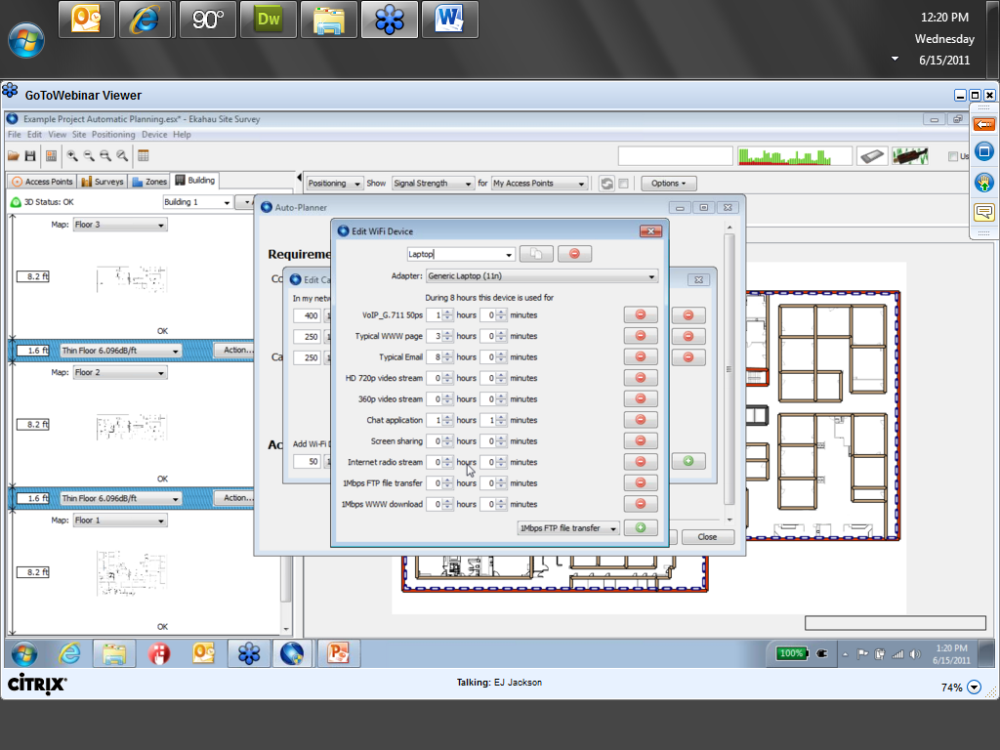 90°
Dw
12:20 PM
Wednesday
6/15/2011
GoToWebinar Viewer
Example Project Automatic Planning.esx* - Ekahau Site Survey
File Edit View Site Positioning Device Help
Us
Access Points Surveys Zones Building
Positioning Show Signal Strength for My Access Points Options
3D Status: OK Building 1
Map: Floor 3
8.2 ft
OK
1.6 ft Thin Floor 6.096dB/ft Action...
Map: Floor 2
8.2 ft
OK
1.6 ft Thin Floor 6.096dB/ft Action...
Map: Floor 1
8.2 ft
OK
Auto-Planner
Requireme
Co
Ca
Ac
Close
Edit Ca
In my netw
400
250
250
Add Wi-Fi D
50
Edit WiFi Device
Laptop
Adapter: Generic Laptop (11n)
During 8 hours this device is used for
VoIP_G.711 50ps 1 hours 0 minutes
Typical WWW page 3 hours 0 minutes
Typical Email 8 hours 0 minutes
HD 720p video stream 0 hours 0 minutes
360p video stream 0 hours 0 minutes
Chat application 1 hours 1 minutes
Screen sharing 0 hours 0 minutes
Internet radio stream 0 hours 0 minutes
1Mbps FTP file transfer 0 hours 0 minutes
1Mbps WWW download 0 hours 0 minutes
1Mbps FTP file transfer
100%
1:20 PM
6/15/2011
CITRIX
Talking: EJ Jackson
74%